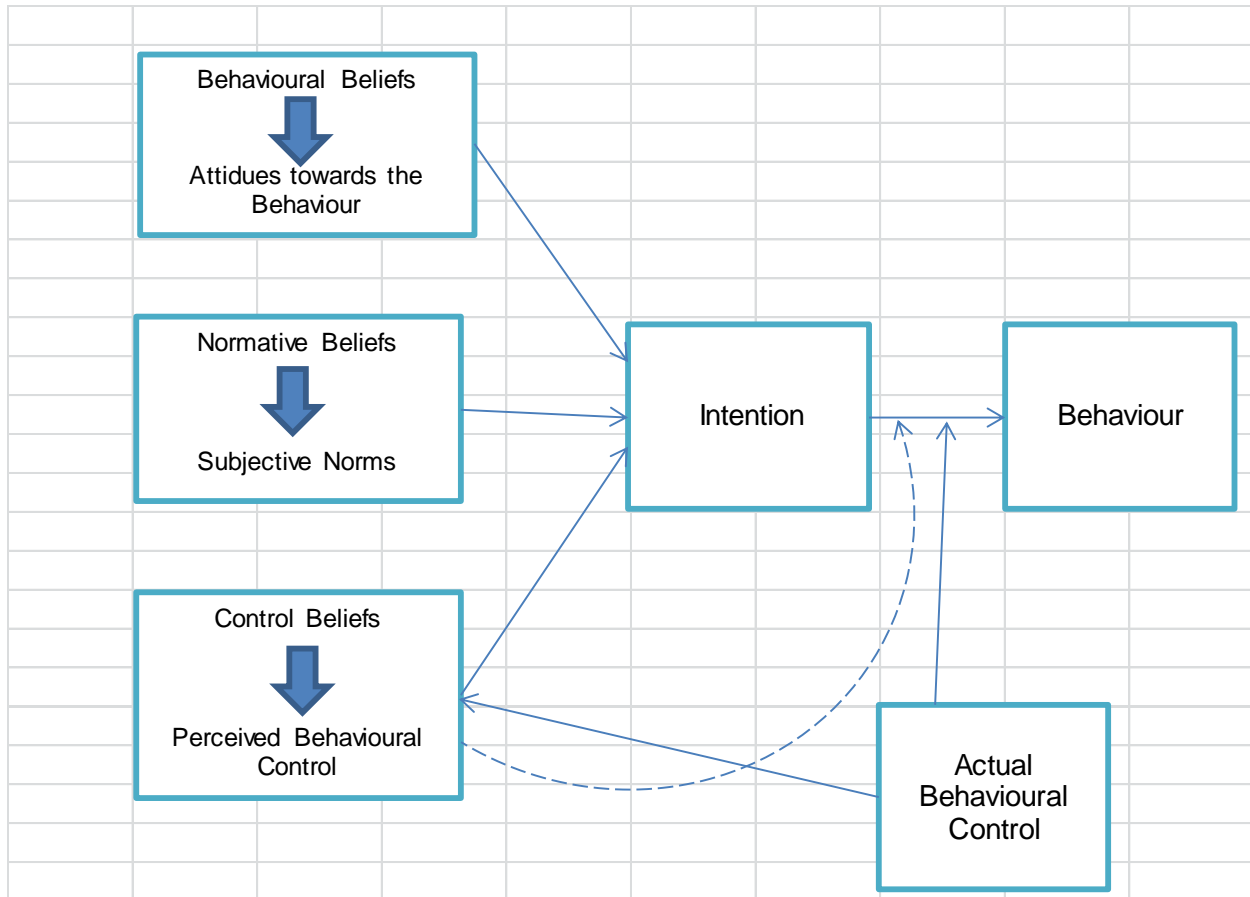 Behavioural Beliefs
Attidues towards the
Behaviour
Normative Beliefs
Subjective Norms
Control Beliefs
Perceived Behavioural
Control
Intention
Behaviour
Actual
Behavioural
Control